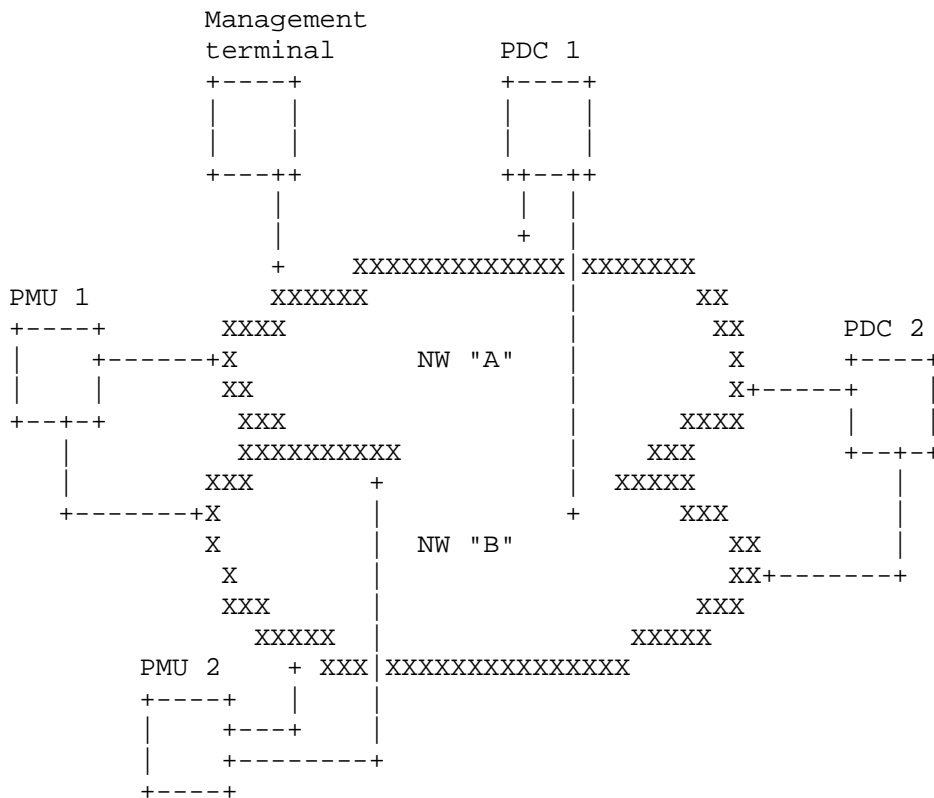 Management
terminal
PDC 1
PMU 1
PDC 2
NW "A"
NW "B"
PMU 2